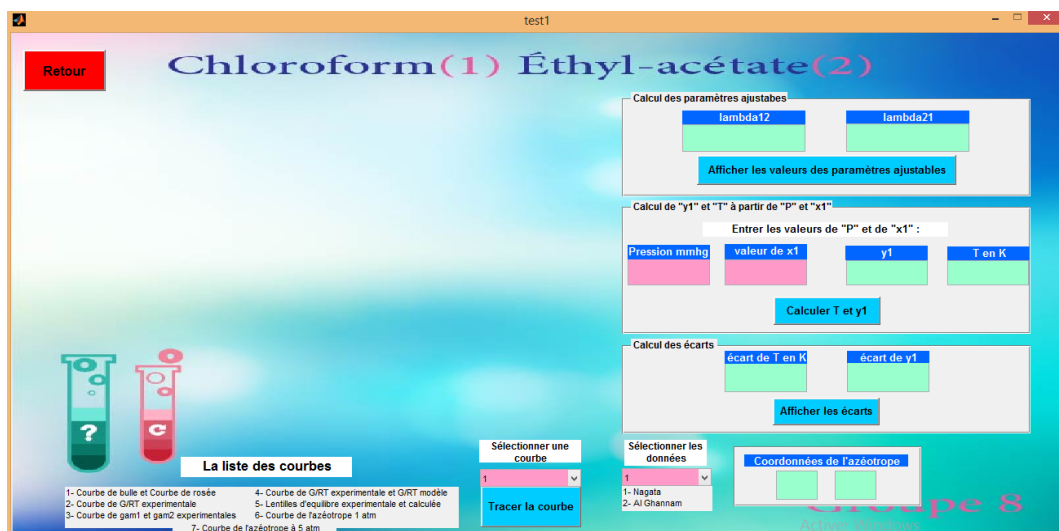 test1
Retour
Chloroform(1) Éthyl-acétate(2)
Calcul des paramètres ajustabes
lambda12
lambda21
Afficher les valeurs des paramètres ajustables
Calcul de "y1" et "T" à partir de "P" et "x1"
Entrer les valeurs de "P" et de "x1" :
Pression mmhg
valeur de x1
y1
T en K
Calculer T et y1
Calcul des écarts
écart de T en K
écart de y1
Afficher les écarts
?
La liste des courbes
1- Courbe de bulle et Courbe de rosée
2- Courbe de G/RT experimentale
3- Courbe de gam1 et gam2 experimentales
4- Courbe de G/RT experimentale et G/RT modèle
5- Lentilles d'equilibre experimentale et calculée
6- Courbe de l'azéotrope 1 atm
7- Courbe de l'azéotrope à 5 atm
Sélectionner une
courbe
1
Tracer la courbe
Sélectionner les
données
1
1- Nagata
2- Al Ghannam
Coordonnées de l'azéotrope
Groupe 8
Activer Windows